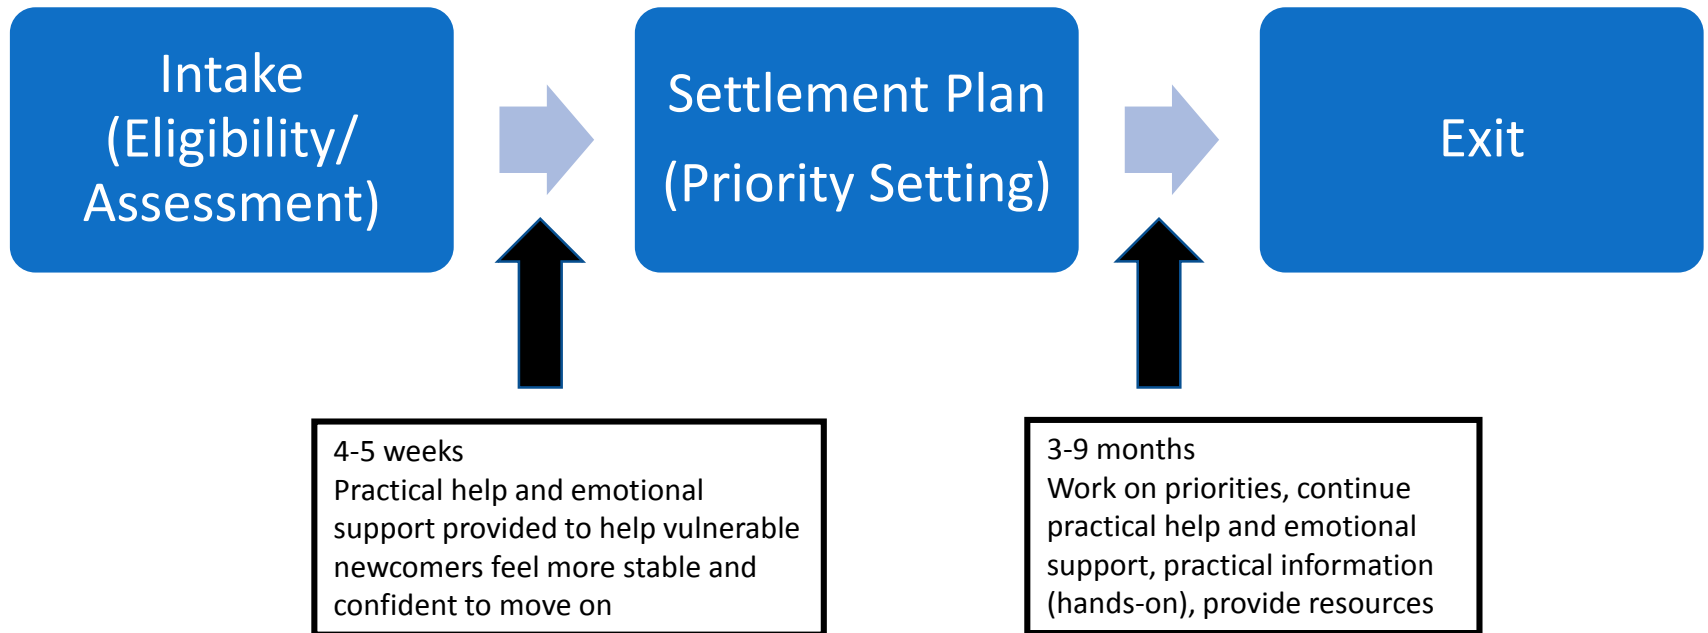 Intake
(Eligibility/
Assessment)
Settlement Plan
(Priority Setting)
Exit
4-5 weeks
Practical help and emotional
support provided to help vulnerable
newcomers feel more stable and
confident to move on
3-9 months
Work on priorities, continue
practical help and emotional
support, practical information
(hands-on), provide resources